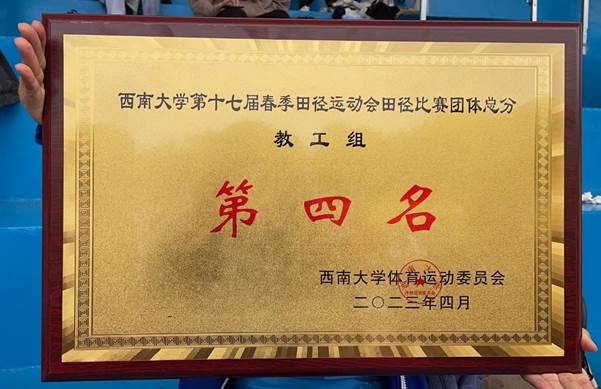 西南大学第十七届春季田径运动会田径比赛团体总分
教工组
第四名
西南大学体育运动委员会
二〇二三年四月